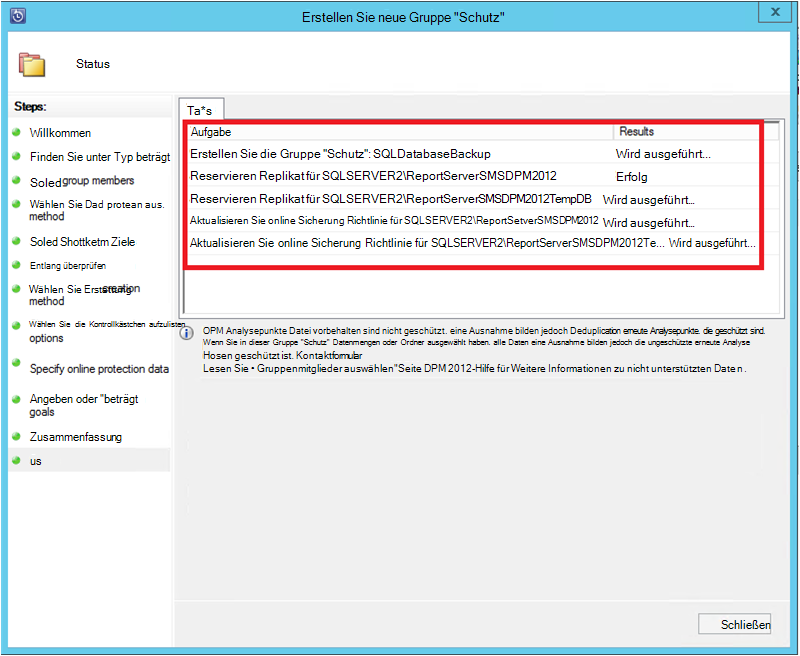 Erstellen Sie neue Gruppe "Schutz"
x
Status
Steps:
Willkommen
Finden Sie unter Typ beträgt
Soled group members
Wählen Sie Dad protean aus.
method
Soled Shottketm Ziele
Entlang überprüfen
Wählen Sie Erstellung creation
method
Wählen Sie die Kontrollkästchen aufzulisten
options
Specify online protection data
Angeben oder "beträgt
goals
Zusammenfassung
us
Ta*s
Aufgabe Results
Erstellen Sie die Gruppe "Schutz": SQLDatabaseBackup Wird ausgeführt...
Reservieren Replikat für SQLSERVER2\ReportServerSMSDPM2012 Erfolg
Reservieren Replikat für SQLSERVER2\ReportServerSMSDPM2012TempDB Wird ausgeführt...
Aktualisieren Sie online Sicherung Richtlinie für SQLSERVER2\ReportSetverSMSDPM2012 Wird ausgeführt...
Aktualisieren Sie online Sicherung Richtlinie für SQLSERVER2\ReportServerSMSDPM2012Te... Wird ausgeführt...
OPM Analysepunkte Datei vorbehalten sind nicht geschützt. eine Ausnahme bilden jedoch Deduplication erneute Analysepunkte. die geschützt sind.
Wenn Sie in dieser Gruppe "Schutz" Datenmengen oder Ordner ausgewählt haben. alle Daten eine Ausnahme bilden jedoch die ungeschützte erneute Analyse
Hosen geschützt ist. Kontaktfomular
Lesen Sie • Gruppenmitglieder auswählen "Seite DPM 2012-Hilfe für Weitere Informationen zu nicht unterstützten Daten .
Schließen